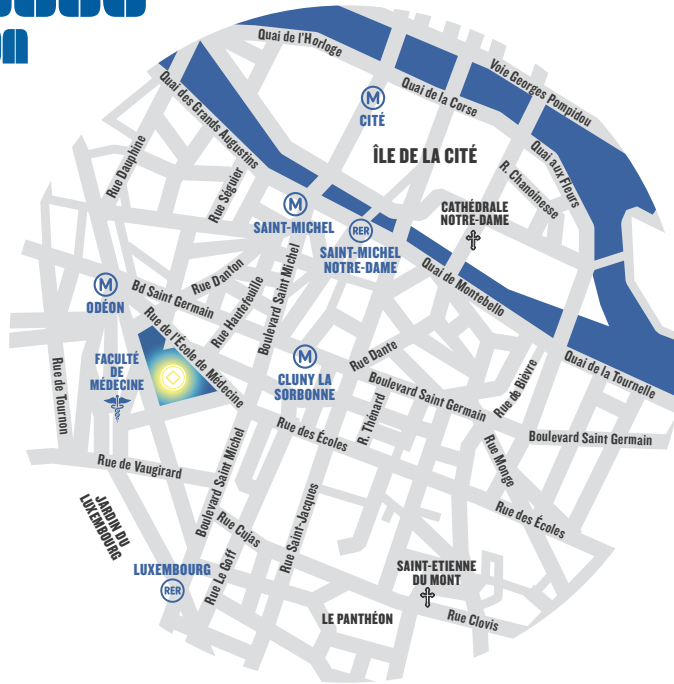 Quai de l'Horloge
Voie Georges Pompidou
Quai de la Corse
Quai des Grands Augustins
M
CITÉ
ÎLE DE LA CITÉ
Quai aux Fleurs
R. Chanoinesse
Rue Dauphine
Rue Séguier
M
SAINT-MICHEL
CATHÉDRALE
NOTRE-DAME
RER
SAINT-MICHEL
NOTRE-DAME
Quai de Montebello
M
ODÉON
Bd Saint Germain
Rue Danton
Rue Hautefeuille
Boulevard Saint Michel
Rue de l'École de Médecine
FACULTÉ
DE
MÉDECINE
M
CLUNY LA
SORBONNE
Rue Dante
Boulevard Saint Germain
Rue de Bièvre
Quai de la Tournelle
Rue de Tournon
R. Thénard
Rue des Écoles
Boulevard Saint Germain
Rue Monge
Rue de Vaugirard
Boulevard Saint Michel
Rue Saint-Jacques
Rue des Écoles
JARDIN DU
LUXEMBOURG
Rue Cujas
LUXEMBOURG
RER
Rue Le Goff
SAINT-ETIENNE
DU MONT
LE PANTHÉON
Rue Clovis